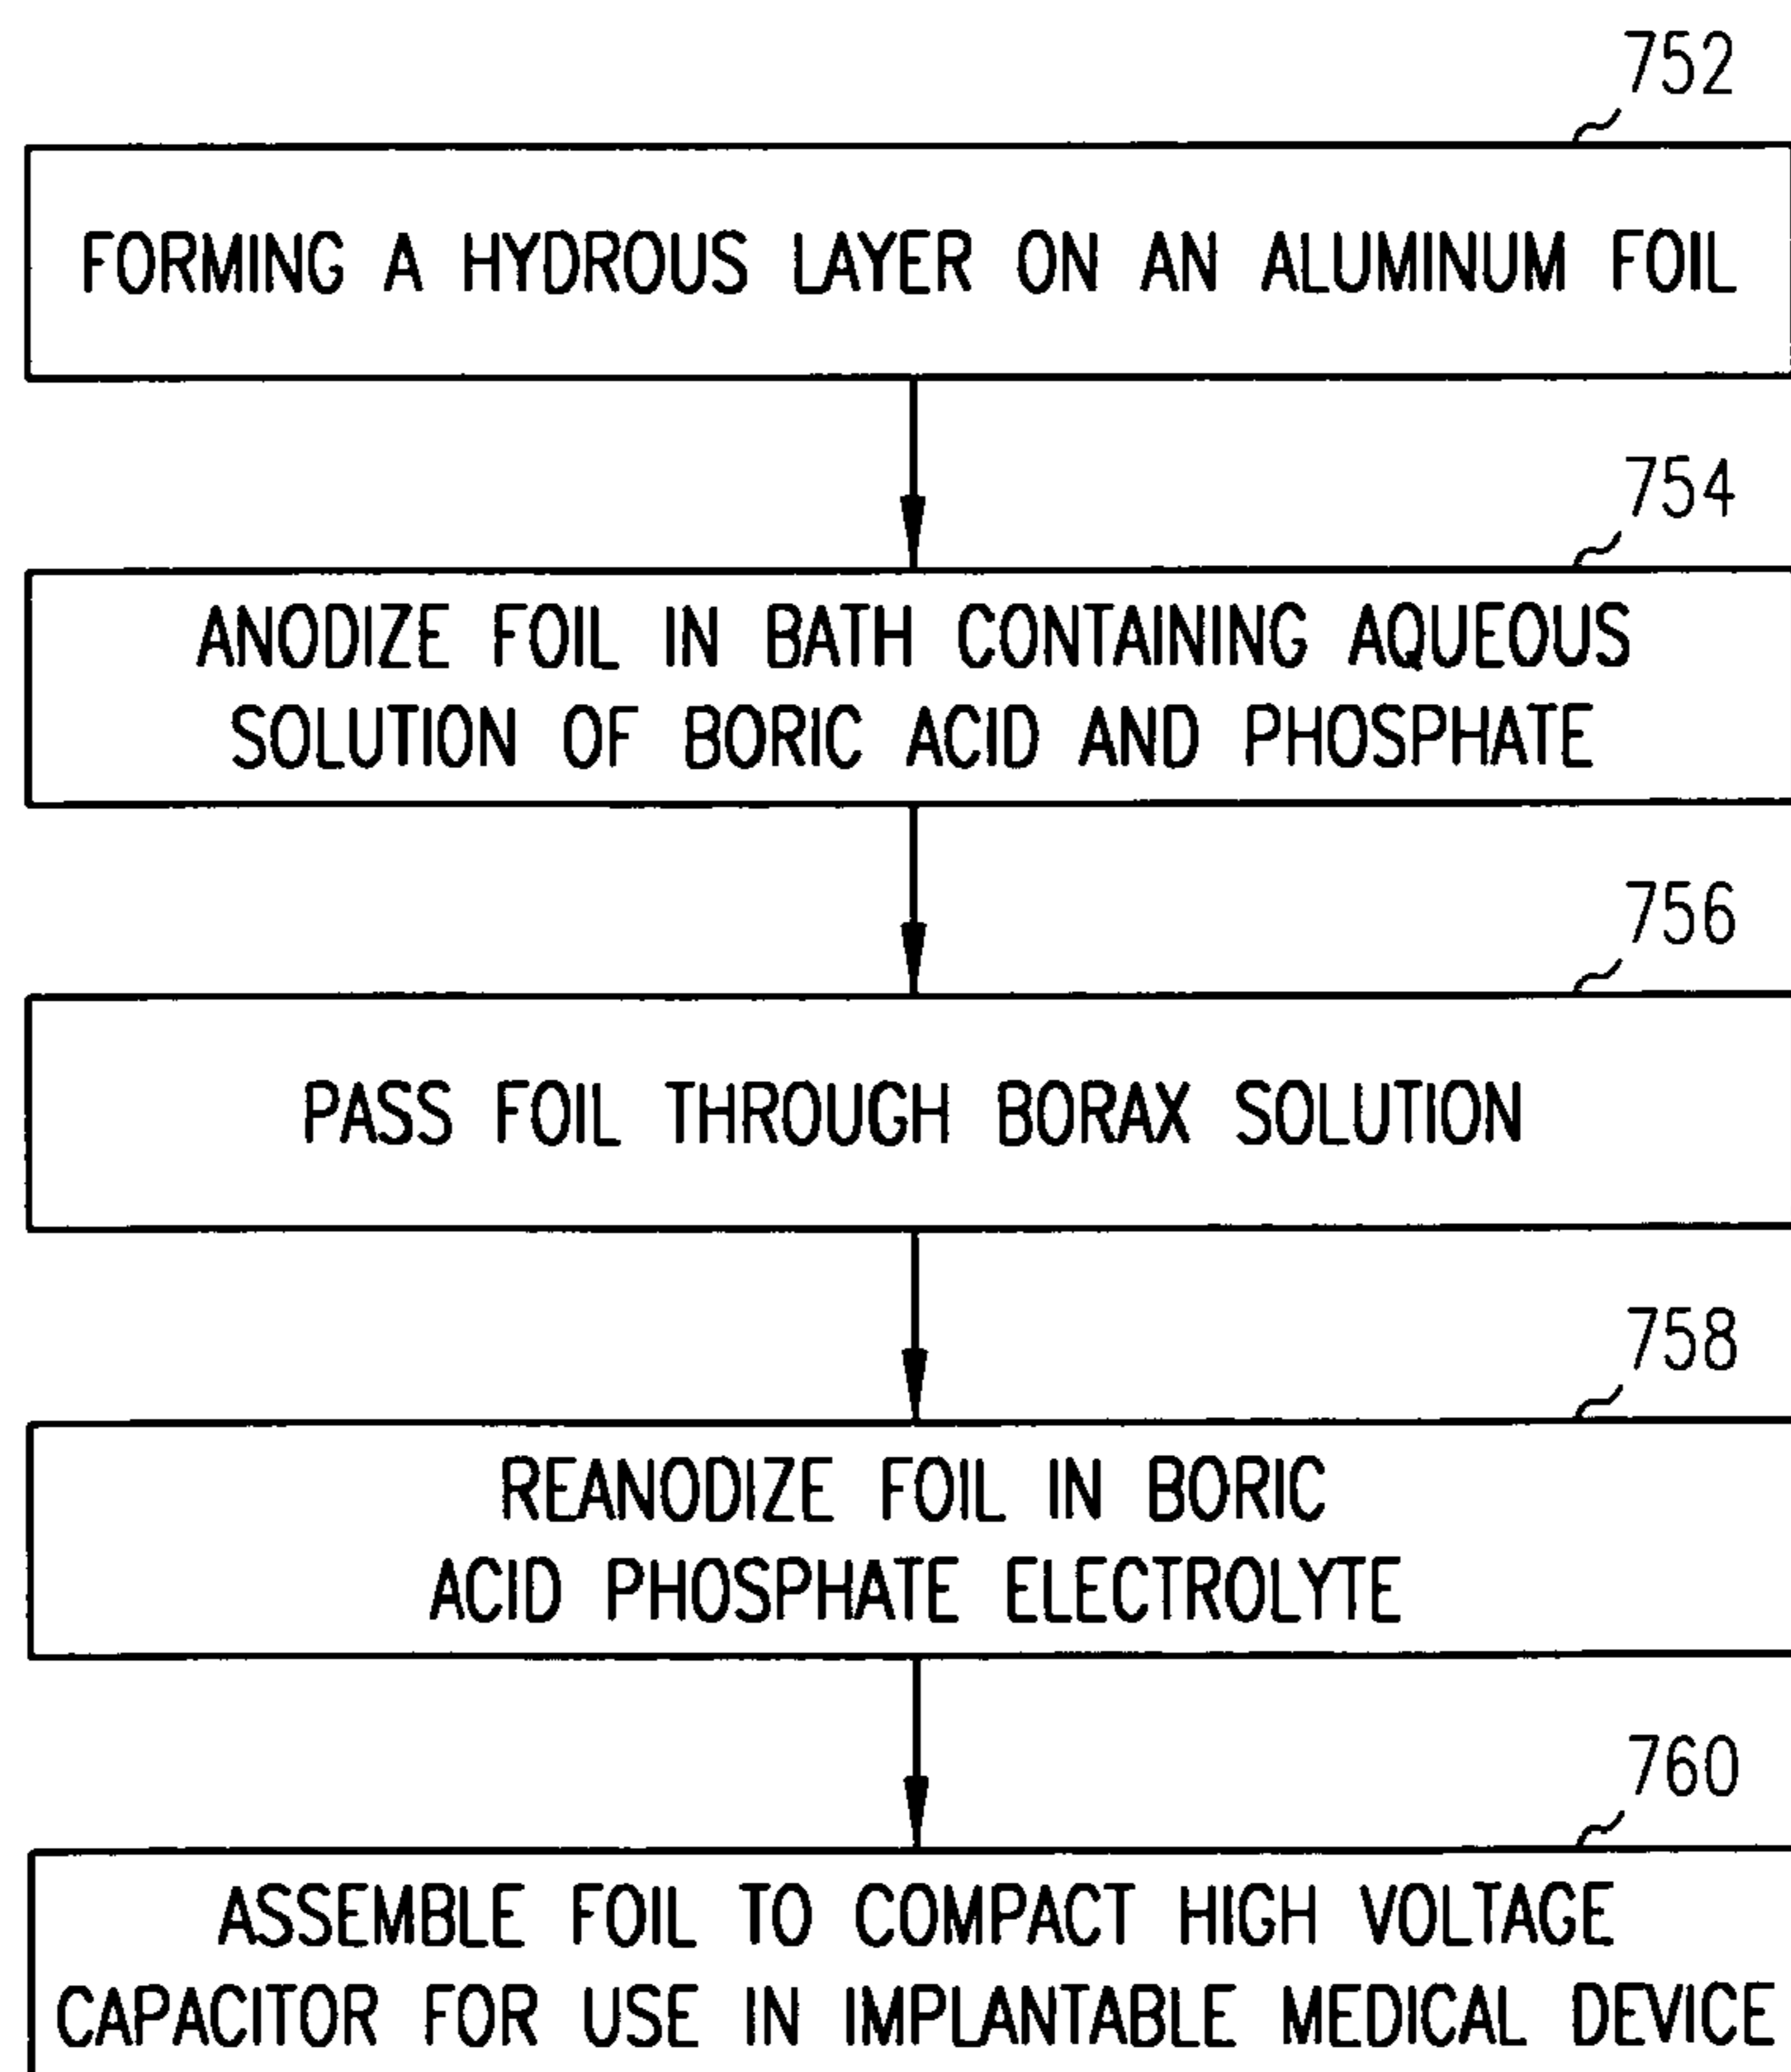 752
FORMING A HYDROUS LAYER ON AN ALUMINUM FOIL
754
ANODIZE FOIL IN BATH CONTAINING AQUEOUS
SOLUTION OF BORIC ACID AND PHOSPHATE
756
PASS FOIL THROUGH BORAX SOLUTION
758
REANODIZE FOIL IN BORIC
ACID PHOSPHATE ELECTROLYTE
760
ASSEMBLE FOIL TO COMPACT HIGH VOLTAGE
CAPACITOR FOR USE IN IMPLANTABLE MEDICAL DEVICE